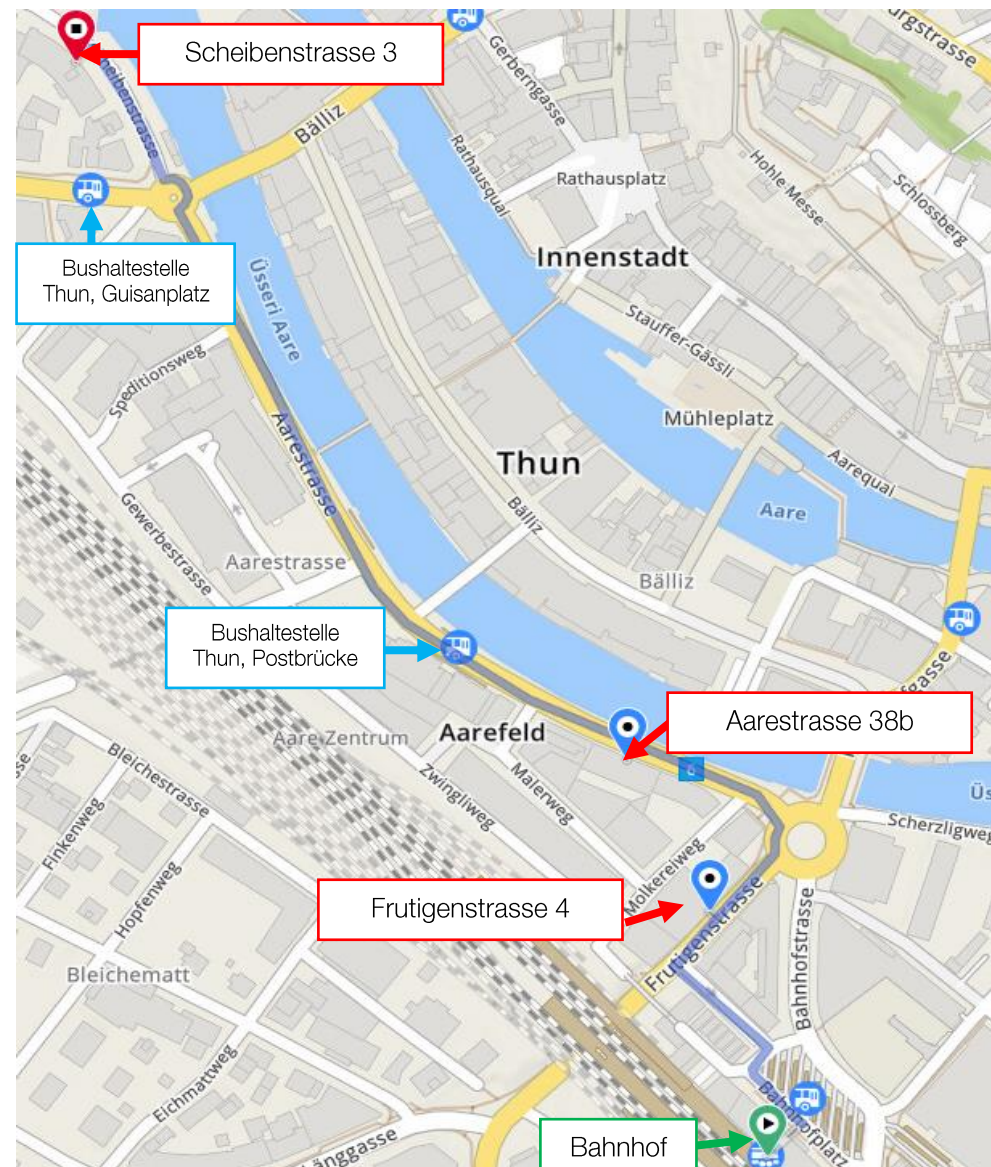 Scheibenstrasse 3
Scheibenstrasse
Bälliz
Gerberngasse
Rathausquai
Rathausplatz
Hohle Messe
Schlossberg
Bushaltestelle
Thun, Guisanplatz
Innenstadt
Üsseri Aare
Stauffer-Gässli
Speditionsweg
Mühleplatz
Aarestrasse
Thun
Aarequai
Gewerbestrasse
Bälliz
Aare
Aarestrasse
Bälliz
Bushaltestelle
Thun, Postbrücke
Aarestrasse 38b
Aare Zentrum
Aarefeld
Bleichestrasse
Maierweg
Zwingliweg
Scherzligweg
Finkenweg
Hopfenweg
Molkereiweg
Frutigenstrasse 4
Frutigenstrasse
Bahnhofstrasse
Bleichematt
Eichmattweg
Bahnhofplatz
Bahnhof